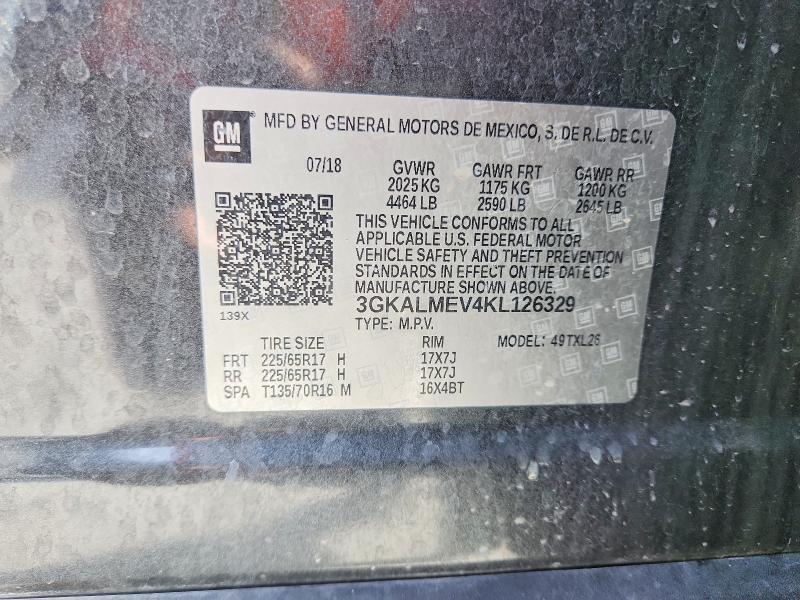 GM ® MFD BY GENERAL MOTORS DE MEXICO, S. DE R.L. DE C.V.
07/18 GVWR GAWR FRT GAWR RR
2025 KG 1175 KG 1200 KG
4464 LB 2590 LB 2645 LB
THIS VEHICLE CONFORMS TO ALL
APPLICABLE U.S. FEDERAL MOTOR
VEHICLE SAFETY AND THEFT PREVENTION
STANDARDS IN EFFECT ON THE DATE OF
MANUFACTURE SHOWN ABOVE.
139X 3GKALMEV4KL126329
TYPE: M.P.V. MODEL: 49TXL26
TIRE SIZE RIM
FRT 225/65R17 H 17X7J
RR 225/65R17 H 17X7J
SPA T135/70R16 M 16X4BT